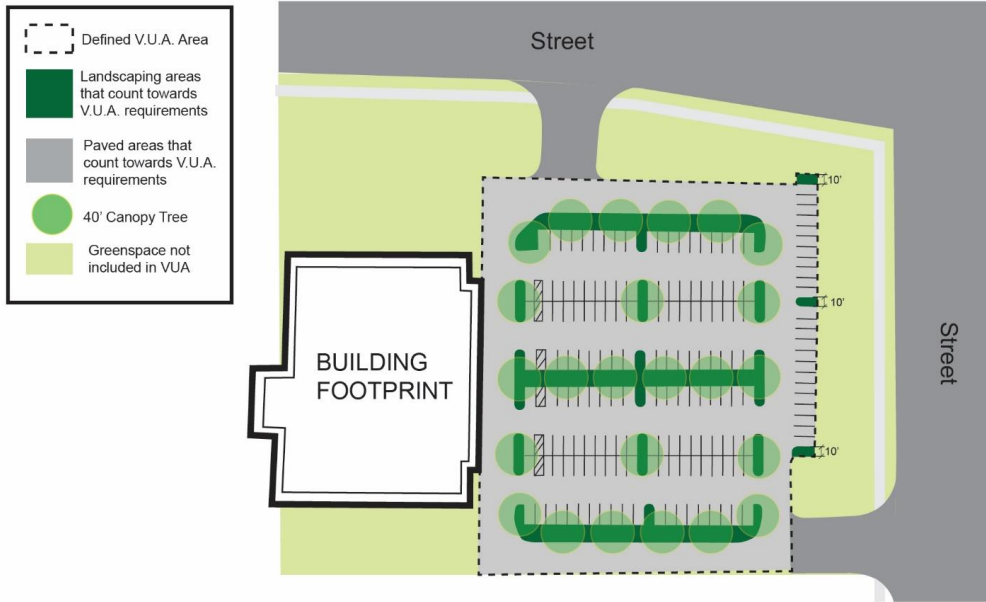 Defined V.U.A. Area
Landscaping areas
that count towards
V.U.A. requirements
Paved areas that
count towards V.U.A.
requirements
40' Canopy Tree
Greenspace not
included in VUA
Street
10'
10'
Street
BUILDING
FOOTPRINT
10'